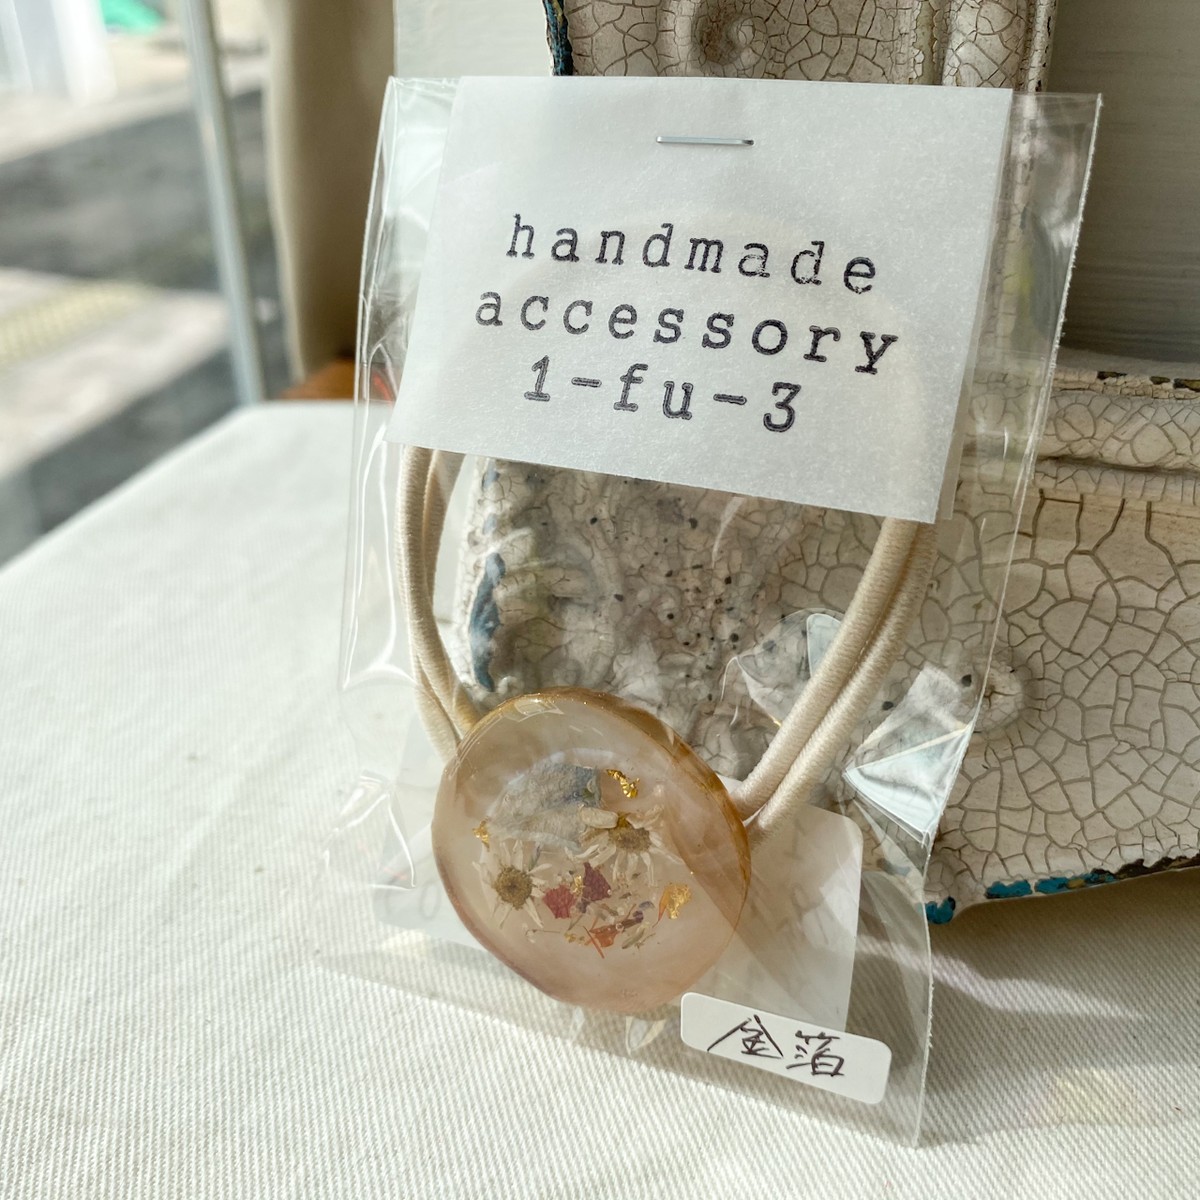 handmade
accessory
1-fu-3
金箔